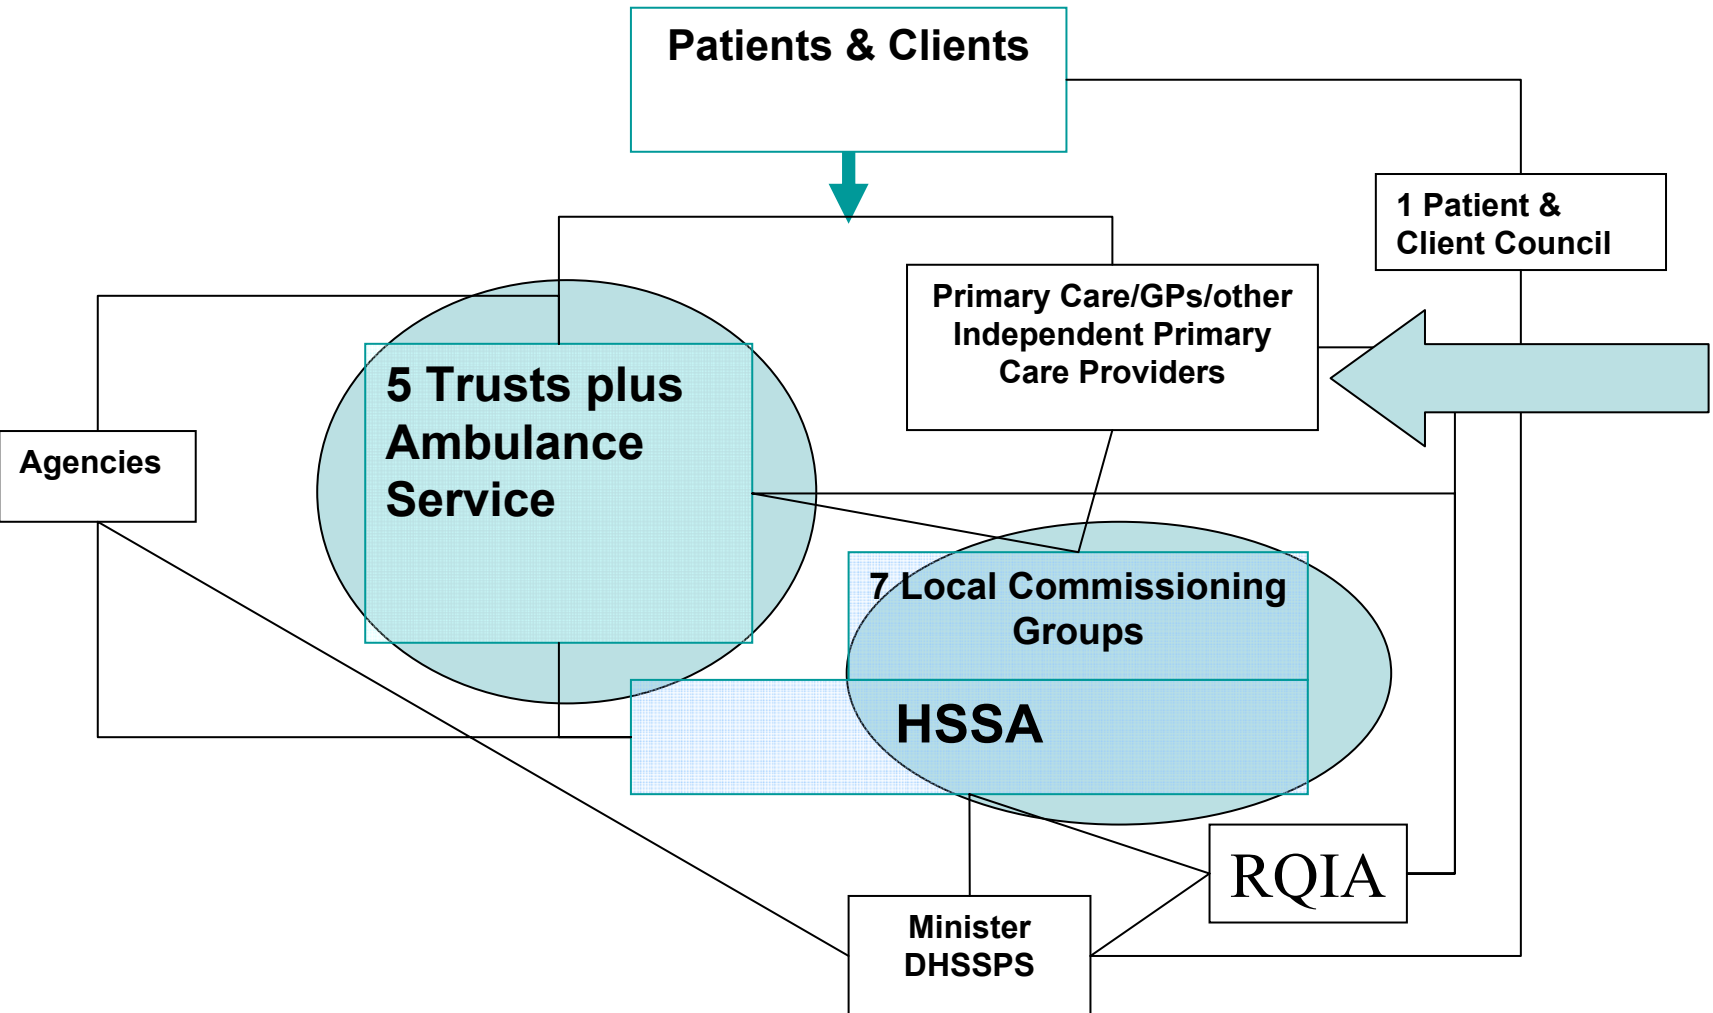 Patients & Clients
1 Patient &
Client Council
Primary Care/GPs/other
Independent Primary
Care Providers
5 Trusts plus
Ambulance
Service
Agencies
7 Local Commissioning
Groups
HSSA
RQIA
Minister
DHSSPS